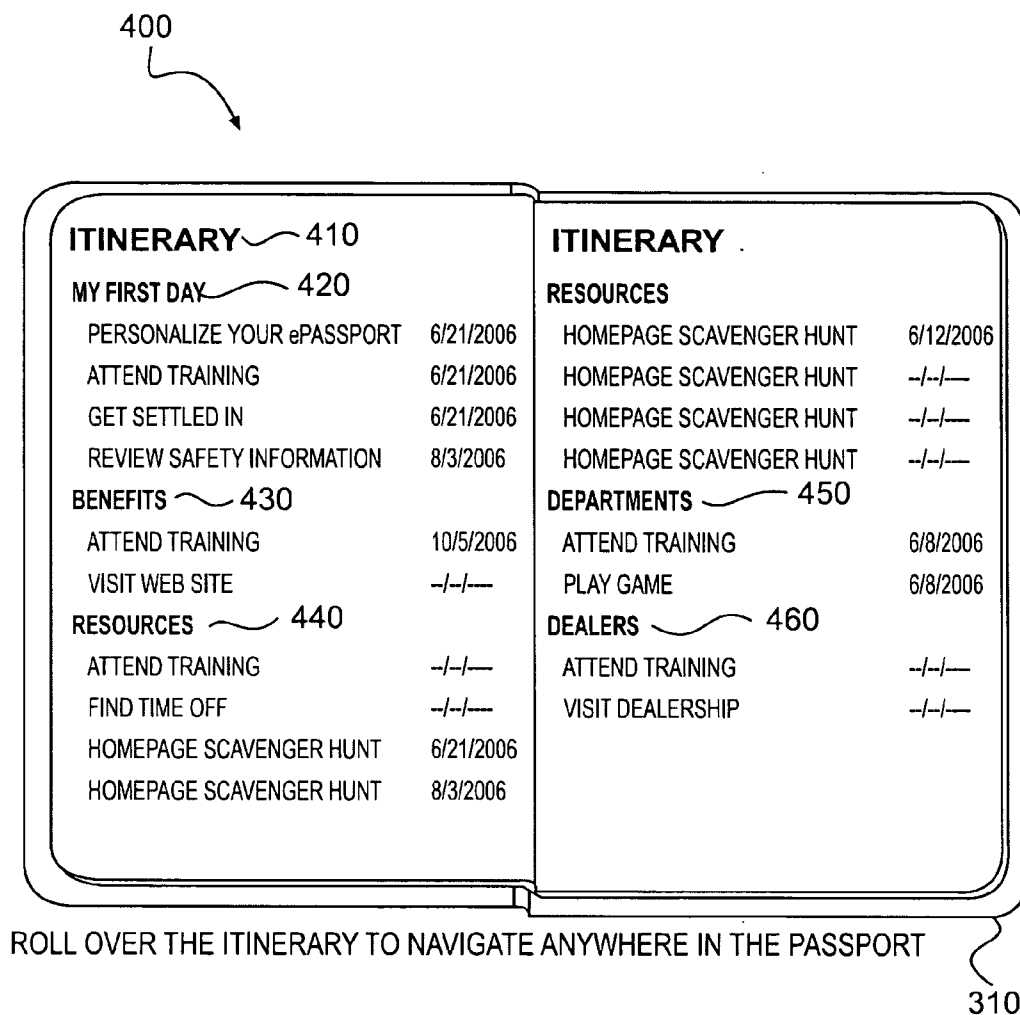 400
ITINERARY 410
MY FIRST DAY 420
PERSONALIZE YOUR ePASSPORT 6/21/2006
ATTEND TRAINING 6/21/2006
GET SETTLED IN 6/21/2006
REVIEW SAFETY INFORMATION 8/3/2006
BENEFITS 430
ATTEND TRAINING 10/5/2006
VISIT WEB SITE --/--/----
RESOURCES 440
ATTEND TRAINING --/--/----
FIND TIME OFF --/--/----
HOMEPAGE SCAVENGER HUNT 6/21/2006
HOMEPAGE SCAVENGER HUNT 8/3/2006
ITINERARY
RESOURCES
HOMEPAGE SCAVENGER HUNT 6/12/2006
HOMEPAGE SCAVENGER HUNT --/--/----
HOMEPAGE SCAVENGER HUNT --/--/----
HOMEPAGE SCAVENGER HUNT --/--/----
DEPARTMENTS 450
ATTEND TRAINING 6/8/2006
PLAY GAME 6/8/2006
DEALERS 460
ATTEND TRAINING --/--/----
VISIT DEALERSHIP --/--/----
ROLL OVER THE ITINERARY TO NAVIGATE ANYWHERE IN THE PASSPORT
310